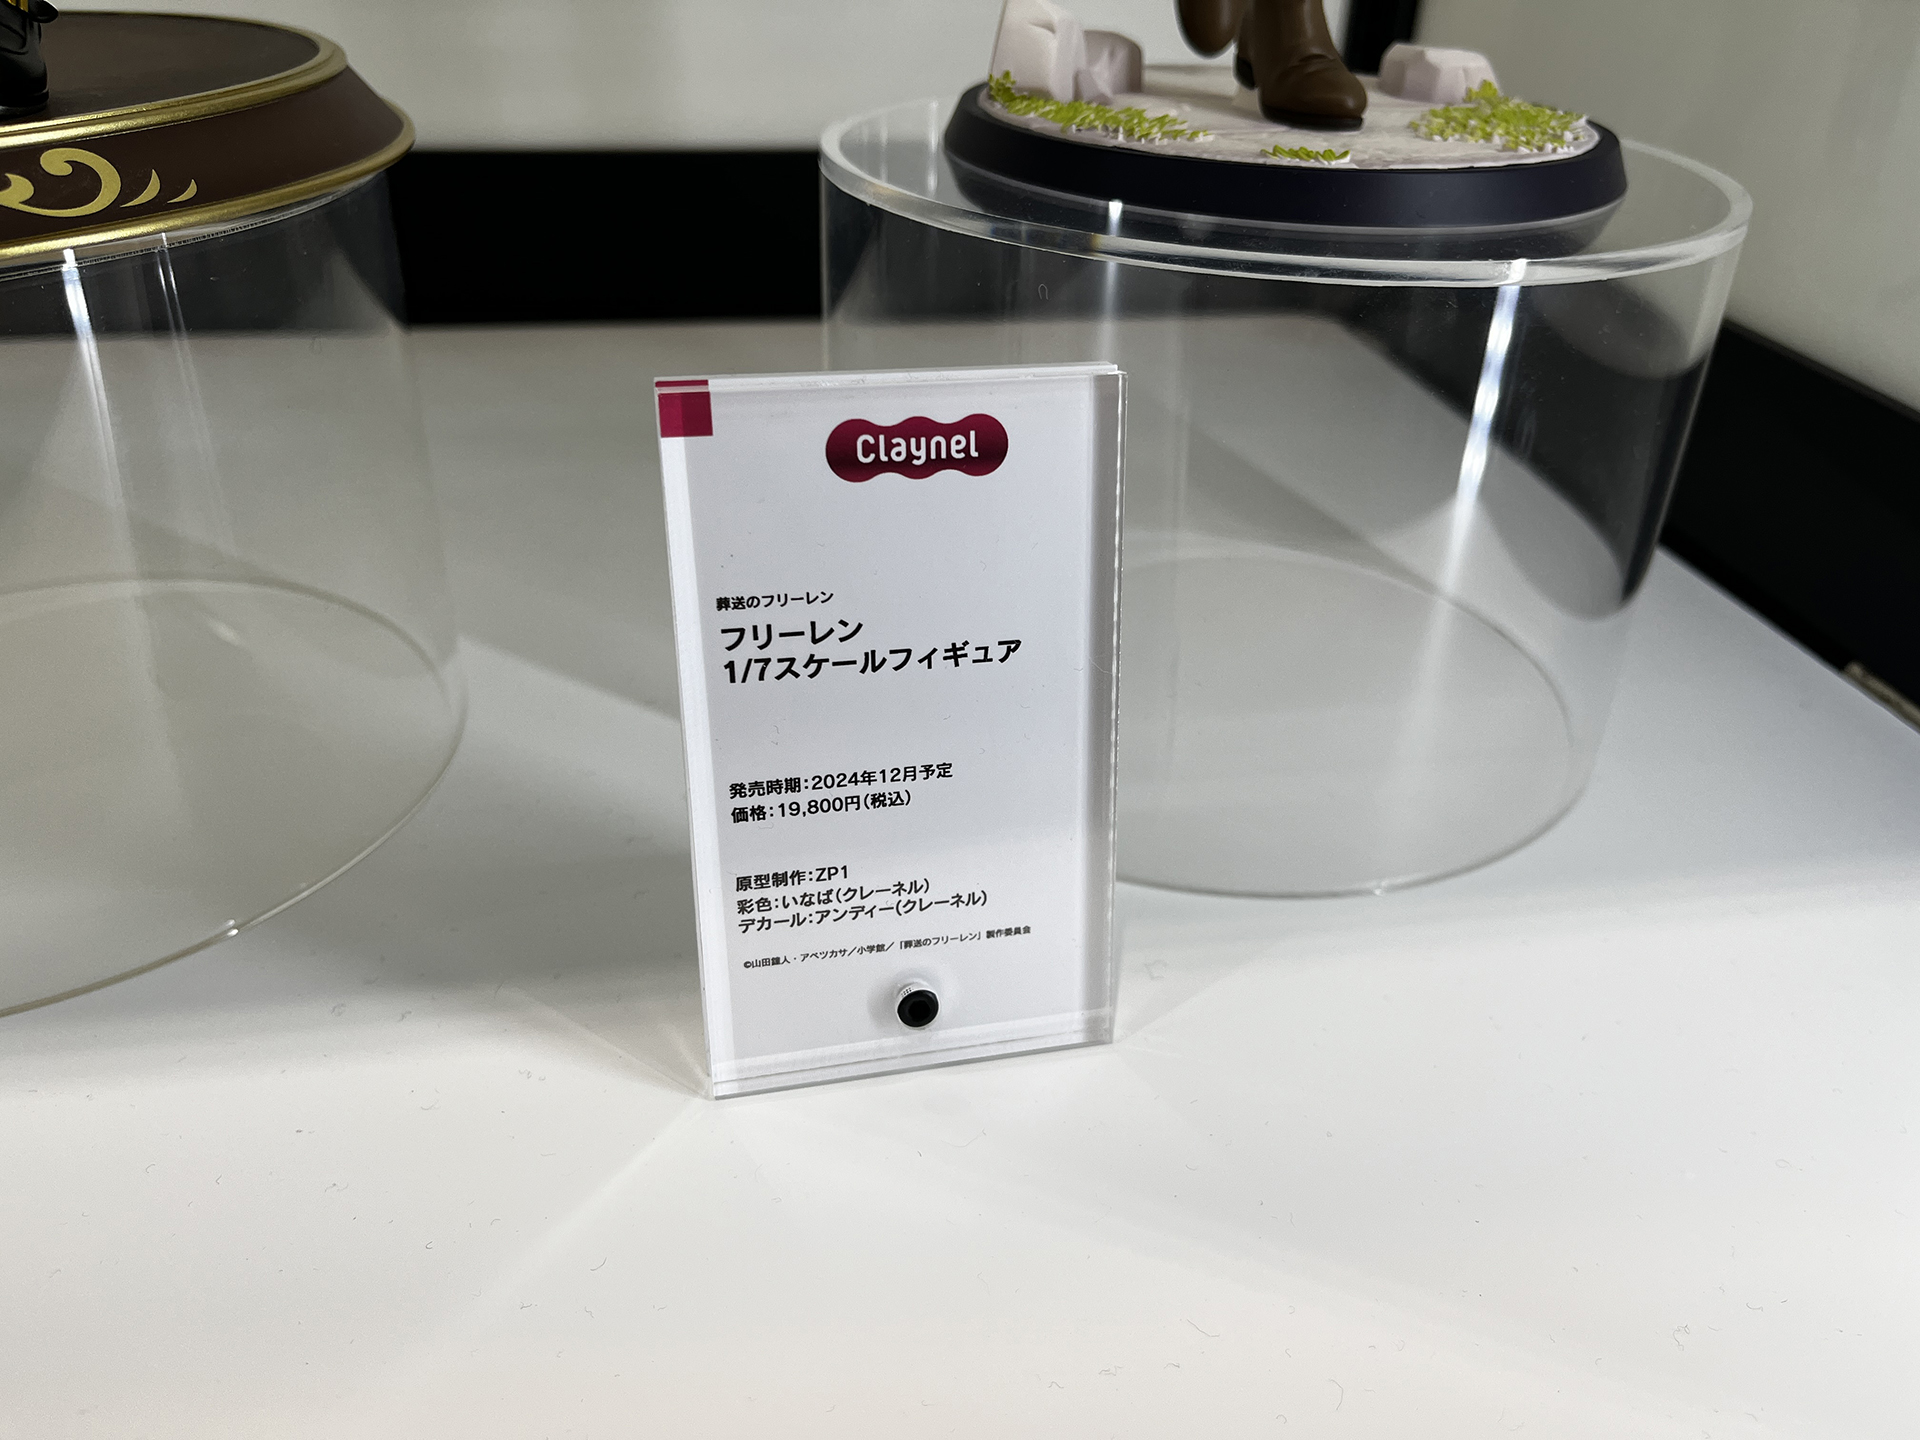 Claynel
葬送のフリーレン
フリーレン
1/7スケールフィギュア
発売時期：2024年12月予定
価格：19,800円（税込）
原型制作：ZP1
彩色：いなば（クレーネル）
デカール：アンディー（クレーネル）
©山田鐘人・アベツカサ／小学館／「葬送のフリーレン」製作委員会